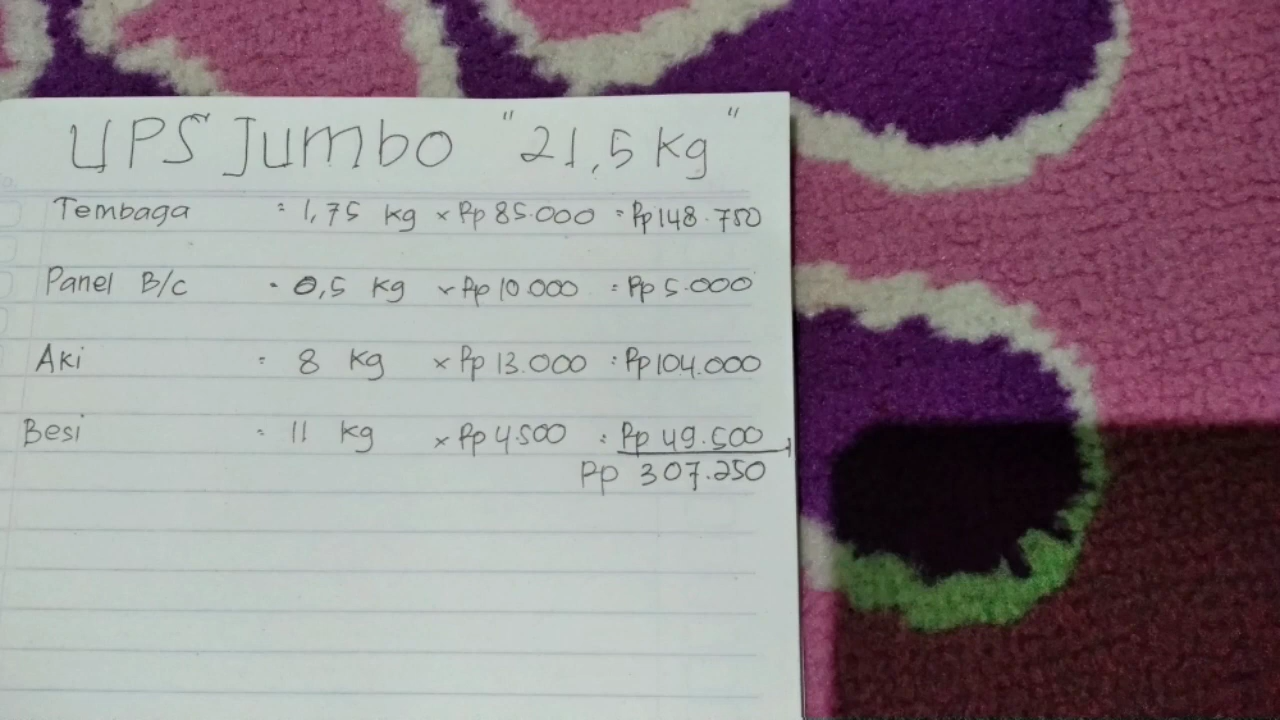 UPS Jumbo "21,5 Kg"
Tembaga = 1,75 Kg × Rp 85.000 = Rp 148.750
Panel B/c = 0,5 Kg × Rp 10.000 = Rp 5.000
Aki = 8 Kg × Rp 13.000 = Rp 104.000
Besi = 11 Kg × Rp 4.500 = Rp 49.500 +
Rp 307.250